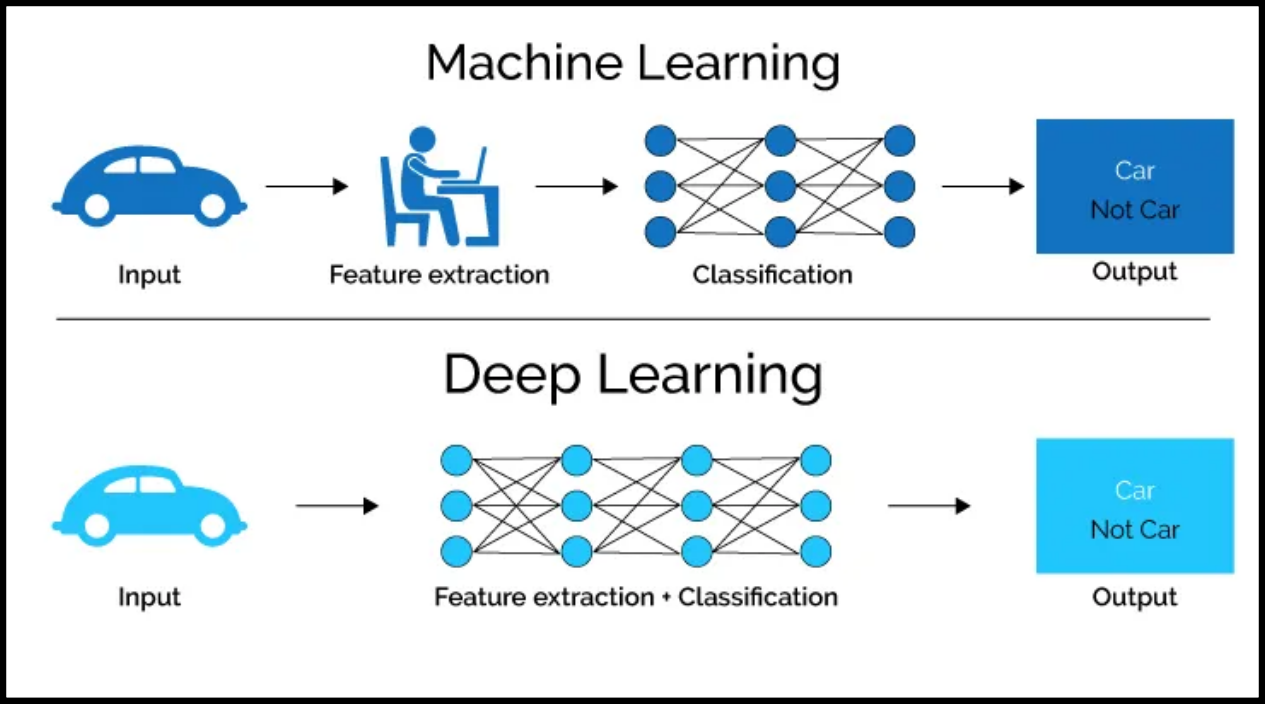 Machine Learning
Car
Not Car
Input
Feature extraction
Classification
Output
Deep Learning
Car
Not Car
Input
Feature extraction + Classification
Output